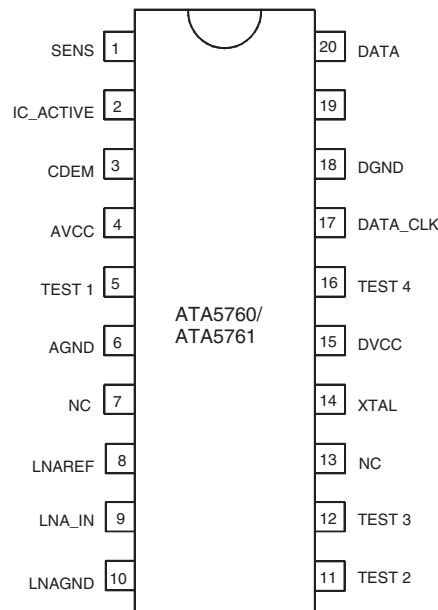 SENS 1
20 DATA
IC_ACTIVE 2
19
CDEM 3
18 DGND
AVCC 4
17 DATA_CLK
TEST 1 5
16 TEST 4
ATA5760/
ATA5761
AGND 6
15 DVCC
NC 7
14 XTAL
LNAREF 8
13 NC
LNA_IN 9
12 TEST 3
LNAGND 10
11 TEST 2